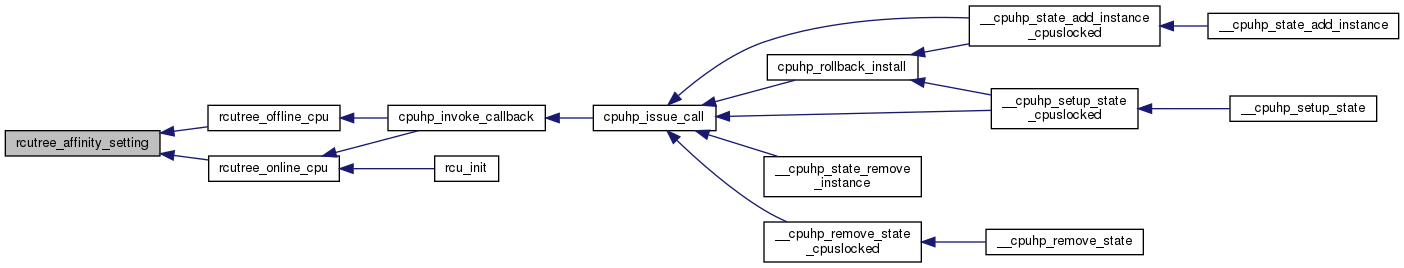 rcutree_affinity_setting
rcutree_offline_cpu
rcutree_online_cpu
cpuhp_invoke_callback
rcu_init
cpuhp_issue_call
__cpuhp_state_add_instance
_cpuslocked
cpuhp_rollback_install
__cpuhp_setup_state
_cpuslocked
__cpuhp_state_remove
_instance
__cpuhp_remove_state
_cpuslocked
__cpuhp_state_add_instance
__cpuhp_setup_state
__cpuhp_remove_state